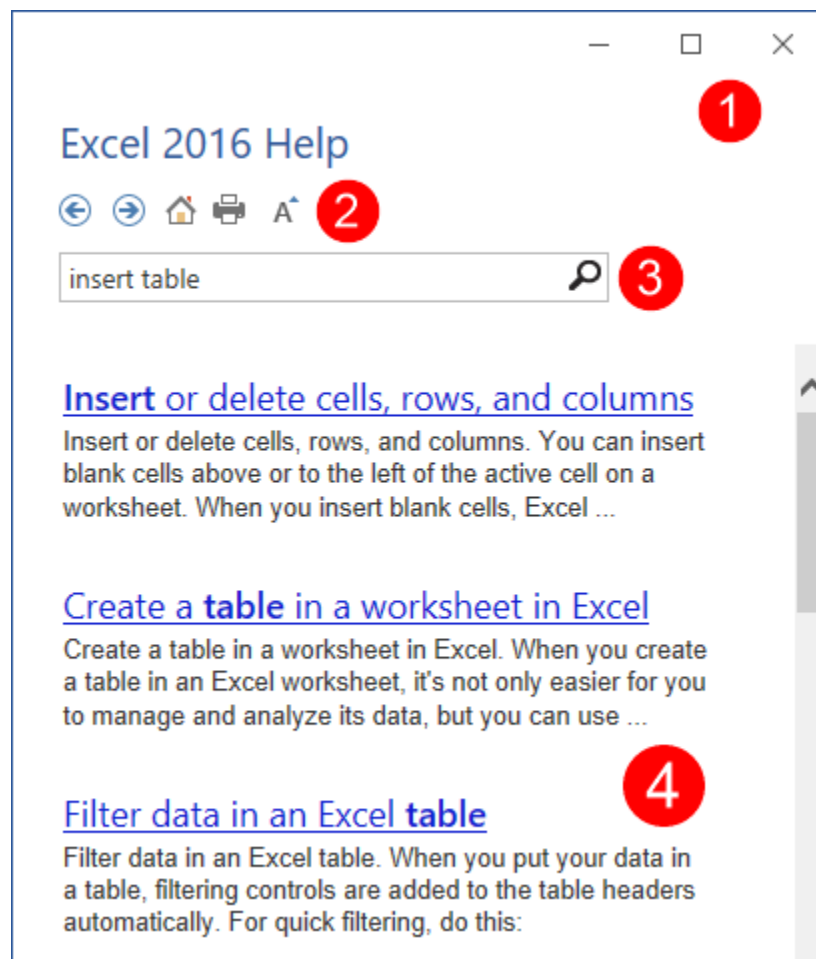 1
Excel 2016 Help
A 2
insert table 3
Insert or delete cells, rows, and columns
Insert or delete cells, rows, and columns. You can insert
blank cells above or to the left of the active cell on a
worksheet. When you insert blank cells, Excel ...
Create a table in a worksheet in Excel
Create a table in a worksheet in Excel. When you create
a table in an Excel worksheet, it's not only easier for you
to manage and analyze its data, but you can use ...
4
Filter data in an Excel table
Filter data in an Excel table. When you put your data in
a table, filtering controls are added to the table headers
automatically. For quick filtering, do this: